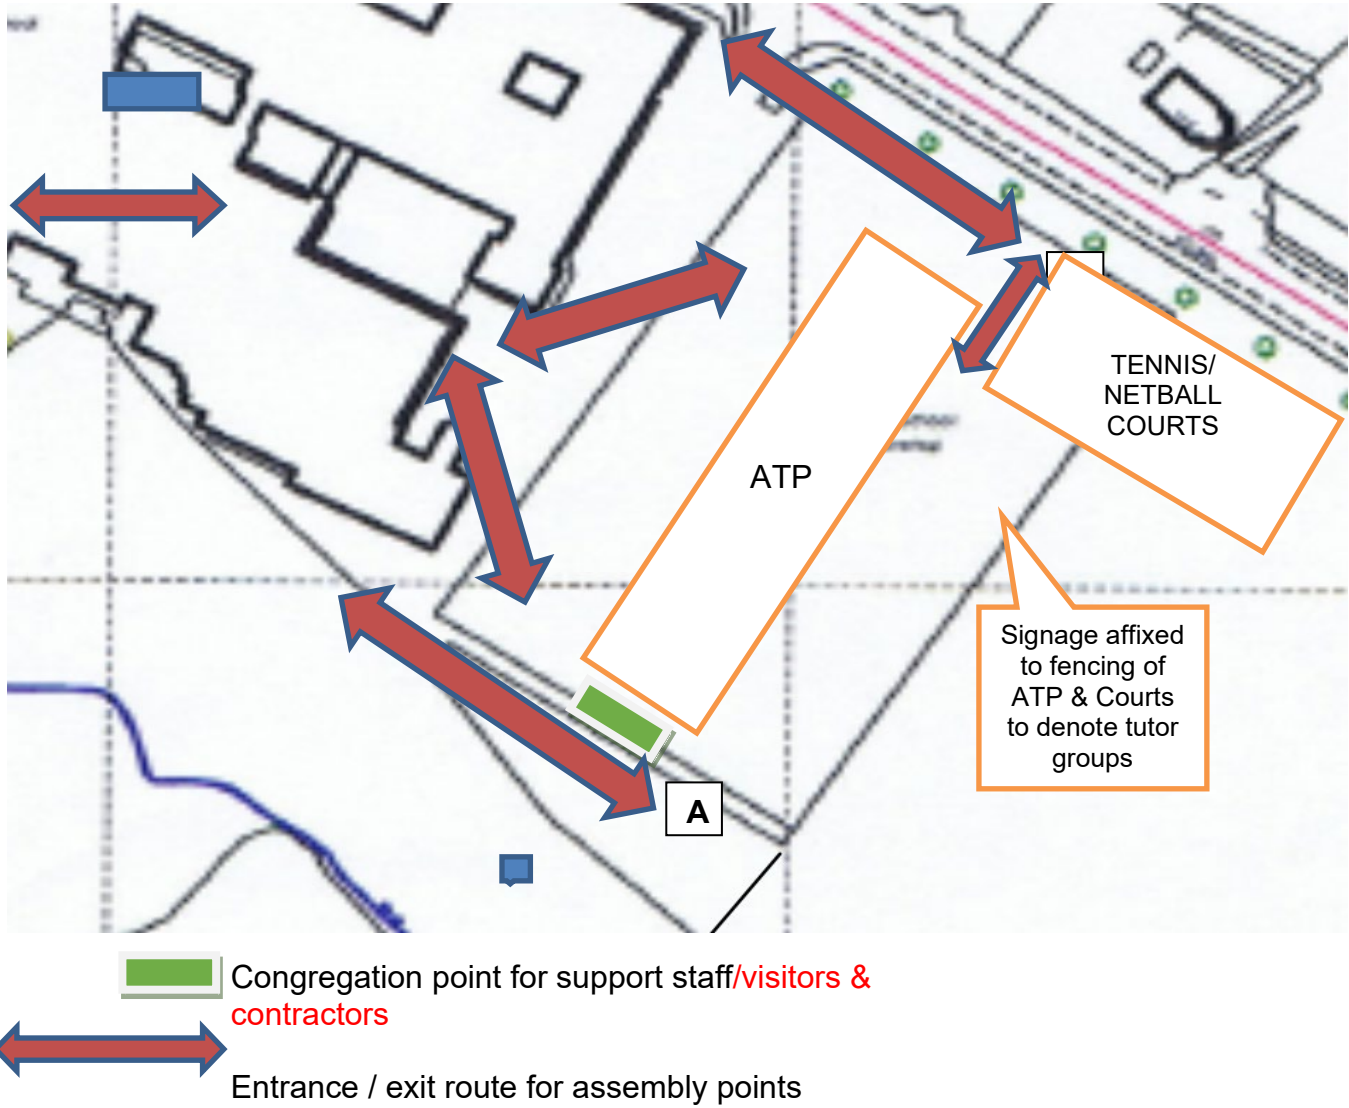 TENNIS/
NETBALL
COURTS
ATP
Signage affixed
to fencing of
ATP & Courts
to denote tutor
groups
A
Congregation point for support staff/visitors &
contractors
Entrance / exit route for assembly points